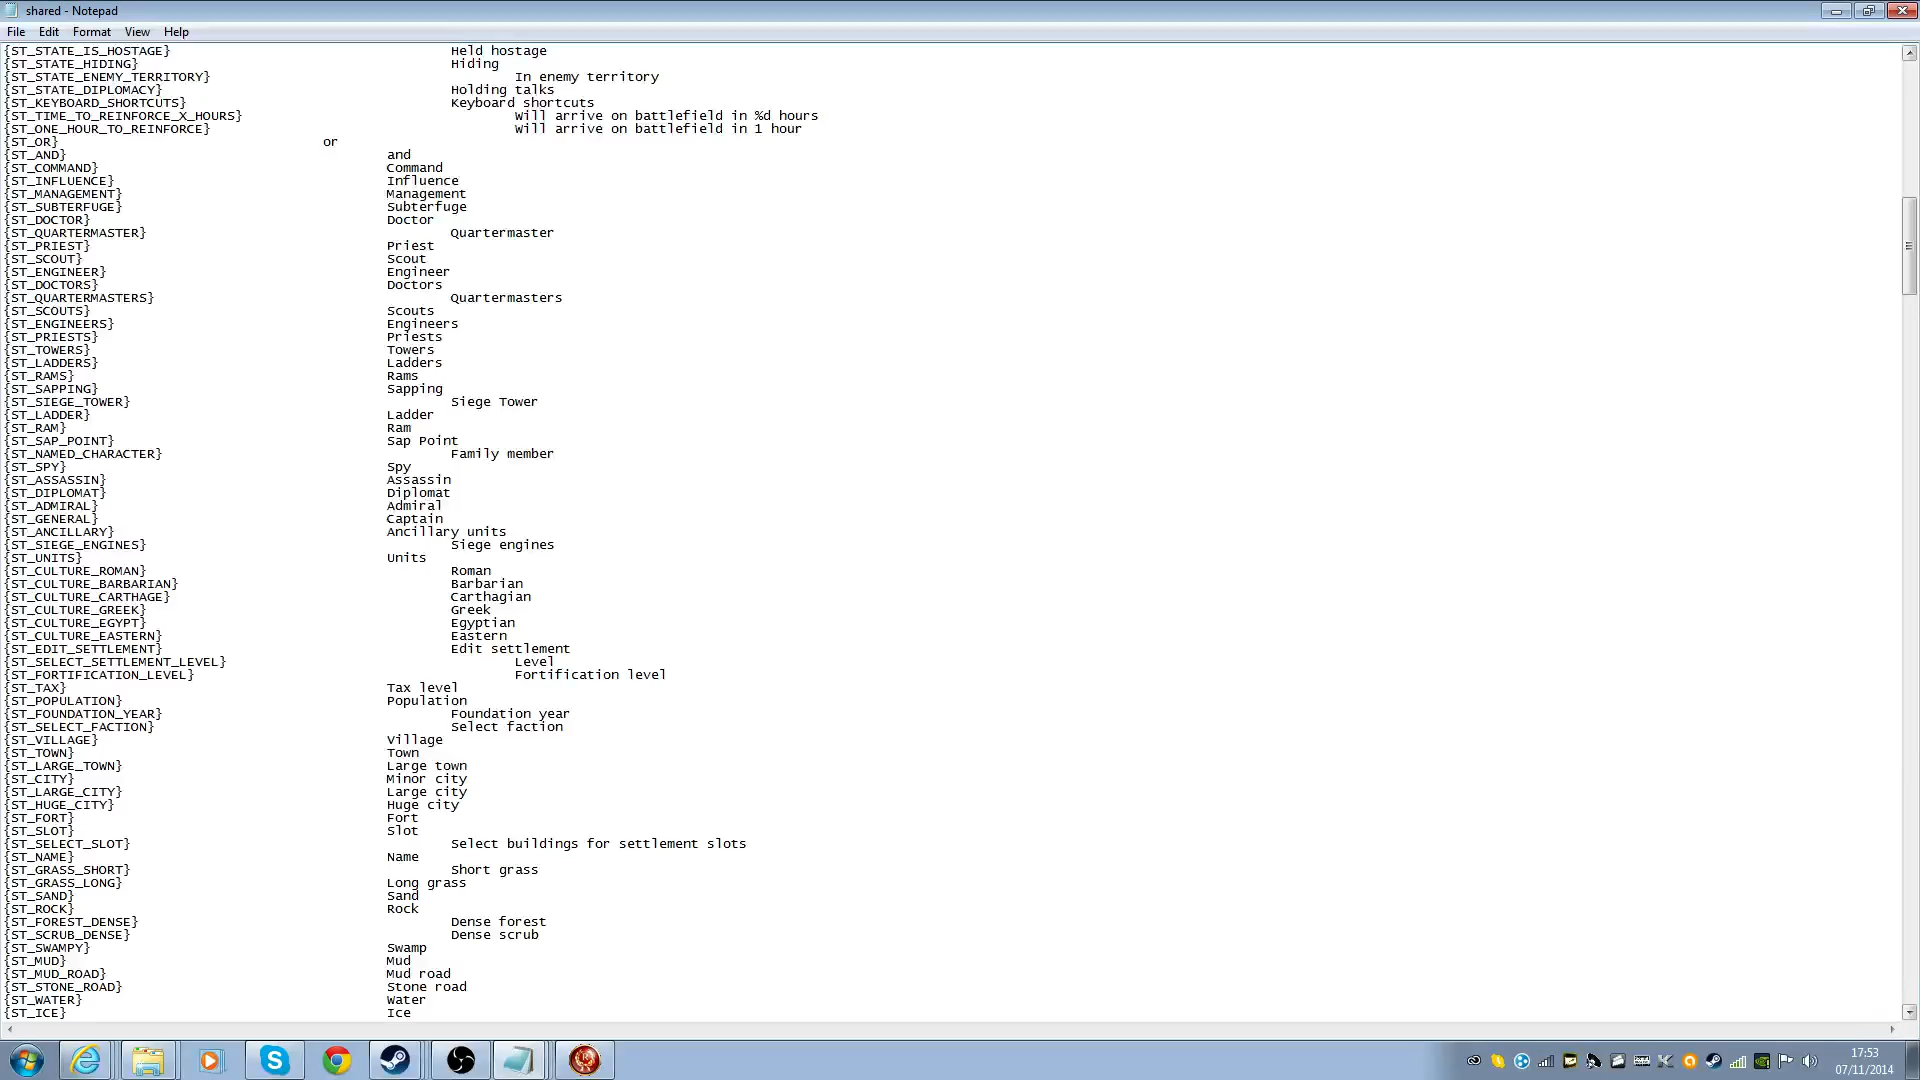 shared - Notepad
File Edit Format View Help
{ST_STATE_IS_HOSTAGE} Held hostage
{ST_STATE_HIDING} Hiding
{ST_STATE_ENEMY_TERRITORY} In enemy territory
{ST_STATE_DIPLOMACY} Holding talks
{ST_KEYBOARD_SHORTCUTS} Keyboard shortcuts
{ST_TIME_TO_REINFORCE_X_HOURS} Will arrive on battlefield in %d hours
{ST_ONE_HOUR_TO_REINFORCE} Will arrive on battlefield in 1 hour
{ST_OR} or
{ST_AND} and
{ST_COMMAND} Command
{ST_INFLUENCE} Influence
{ST_MANAGEMENT} Management
{ST_SUBTERFUGE} Subterfuge
{ST_DOCTOR} Doctor
{ST_QUARTERMASTER} Quartermaster
{ST_PRIEST} Priest
{ST_SCOUT} Scout
{ST_ENGINEER} Engineer
{ST_DOCTORS} Doctors
{ST_QUARTERMASTERS} Quartermasters
{ST_SCOUTS} Scouts
{ST_ENGINEERS} Engineers
{ST_PRIESTS} Priests
{ST_TOWERS} Towers
{ST_LADDERS} Ladders
{ST_RAMS} Rams
{ST_SAPPING} Sapping
{ST_SIEGE_TOWER} Siege Tower
{ST_LADDER} Ladder
{ST_RAM} Ram
{ST_SAP_POINT} Sap Point
{ST_NAMED_CHARACTER} Family member
{ST_SPY} Spy
{ST_ASSASSIN} Assassin
{ST_DIPLOMAT} Diplomat
{ST_ADMIRAL} Admiral
{ST_GENERAL} Captain
{ST_ANCILLARY} Ancillary units
{ST_SIEGE_ENGINES} Siege engines
{ST_UNITS} Units
{ST_CULTURE_ROMAN} Roman
{ST_CULTURE_BARBARIAN} Barbarian
{ST_CULTURE_CARTHAGE} Carthagian
{ST_CULTURE_GREEK} Greek
{ST_CULTURE_EGYPT} Egyptian
{ST_CULTURE_EASTERN} Eastern
{ST_EDIT_SETTLEMENT} Edit settlement
{ST_SELECT_SETTLEMENT_LEVEL} Level
{ST_FORTIFICATION_LEVEL} Fortification level
{ST_TAX} Tax level
{ST_POPULATION} Population
{ST_FOUNDATION_YEAR} Foundation year
{ST_SELECT_FACTION} Select faction
{ST_VILLAGE} Village
{ST_TOWN} Town
{ST_LARGE_TOWN} Large town
{ST_CITY} Minor city
{ST_LARGE_CITY} Large city
{ST_HUGE_CITY} Huge city
{ST_FORT} Fort
{ST_SLOT} Slot
{ST_SELECT_SLOT} Select buildings for settlement slots
{ST_NAME} Name
{ST_GRASS_SHORT} Short grass
{ST_GRASS_LONG} Long grass
{ST_SAND} Sand
{ST_ROCK} Rock
{ST_FOREST_DENSE} Dense forest
{ST_SCRUB_DENSE} Dense scrub
{ST_SWAMPY} Swamp
{ST_MUD} Mud
{ST_MUD_ROAD} Mud road
{ST_STONE_ROAD} Stone road
{ST_WATER} Water
{ST_ICE} Ice
17:53
07/11/2014